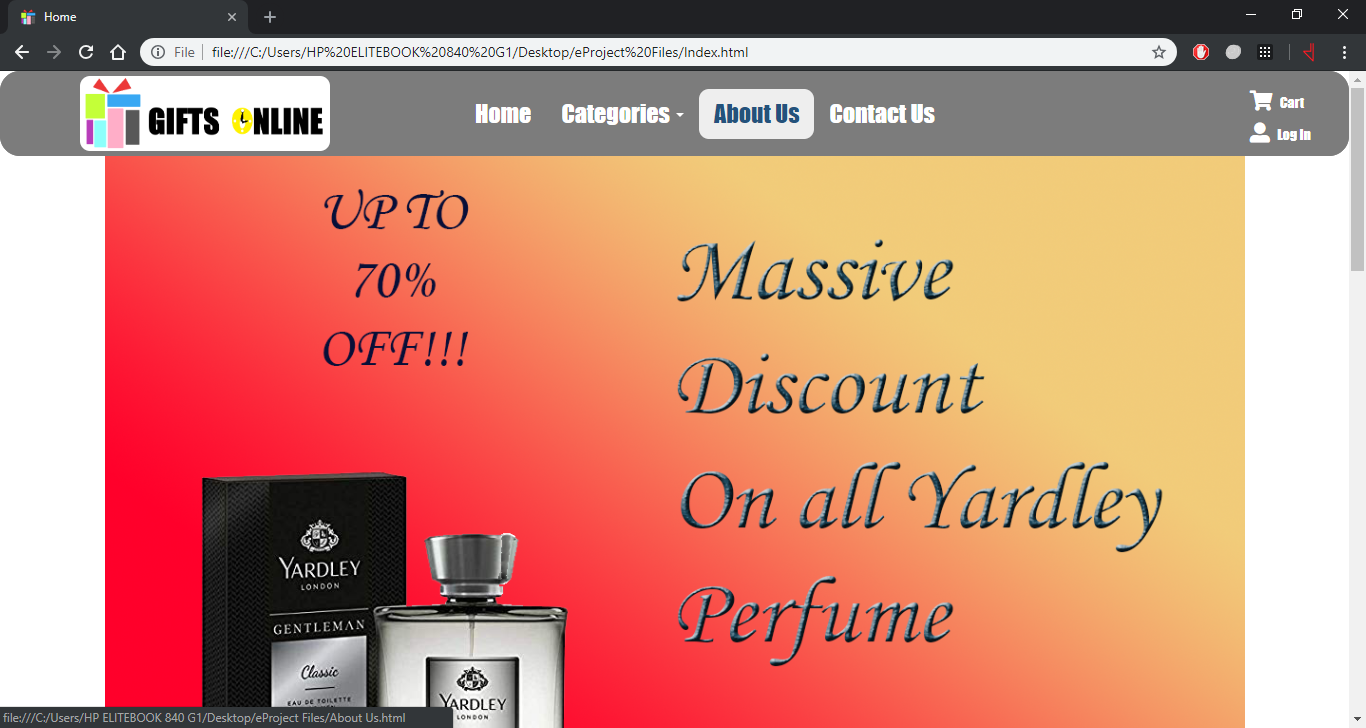 Home
File
file:///C:/Users/HP%20ELITEBOOK%20840%20G1/Desktop/eProject%20Files/Index.html
GIFTS ONLINE
Home
Categories
About Us
Contact Us
Cart
Log In
UP TO
70%
OFF!!!
Massive
Discount
On all Yardley
Perfume
YARDLEY
LONDON
GENTLEMAN
Classic
EAU DE TOILETTE
YARDLEY
file:///C:/Users/HP ELITEBOOK 840 G1/Desktop/eProject Files/About Us.html